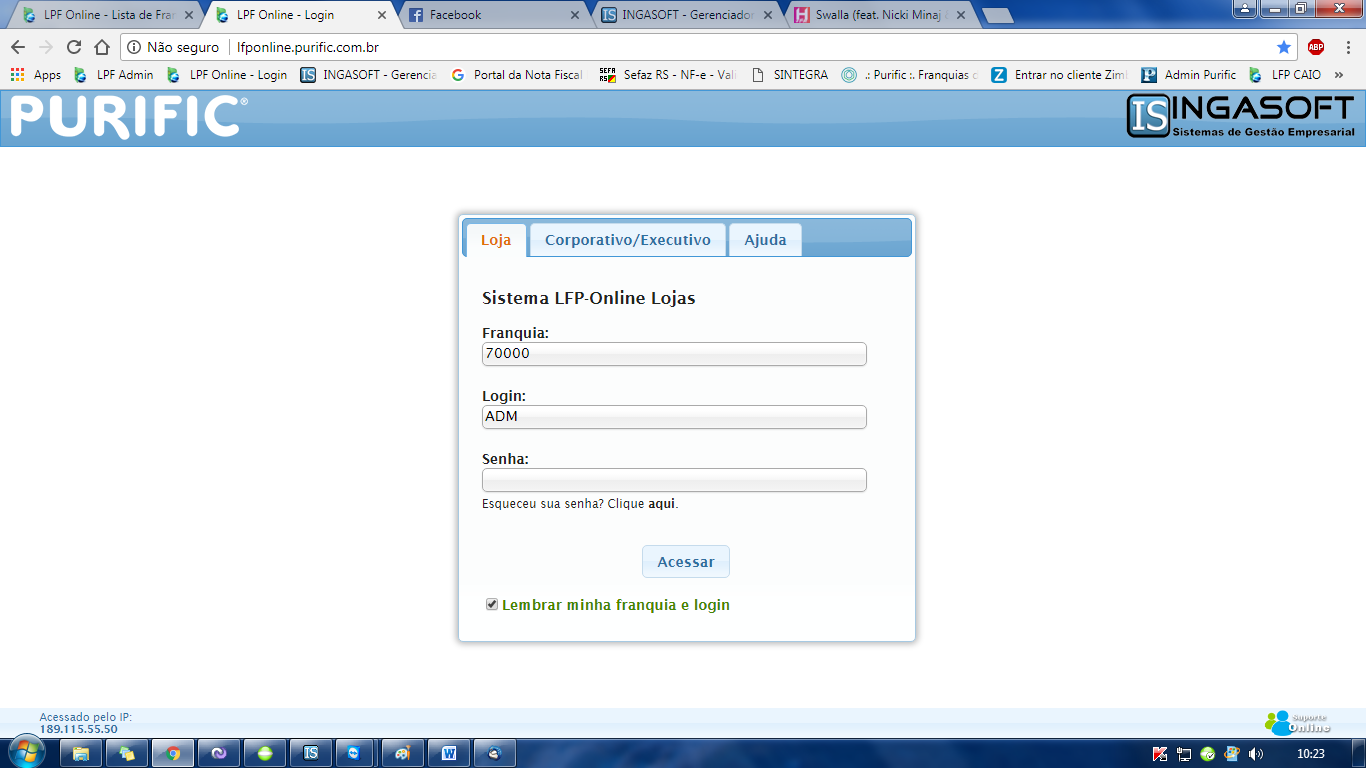 LPF Online - Lista de Fran
LPF Online - Login
Facebook
INGASOFT - Gerenciador
Swalla (feat. Nicki Minaj
Não seguro
lfponline.purific.com.br
ABP
Apps
LPF Admin
LPF Online - Login
INGASOFT - Gerencia
Portal da Nota Fiscal
Sefaz RS - NF-e - Vali
SINTEGRA
.: Purific :. Franquias
Entrar no cliente Zim
Admin Purific
LFP CAIO
»
PURIFIC®
IS INGASOFT
Sistemas de Gestão Empresarial
Loja
Corporativo/Executivo
Ajuda
Sistema LFP-Online Lojas
Franquia:
70000
Login:
ADM
Senha:
Esqueceu sua senha? Clique aqui.
Acessar
Lembrar minha franquia e login
Acessado pelo IP:
189.115.55.50
Suporte
Online
10:23